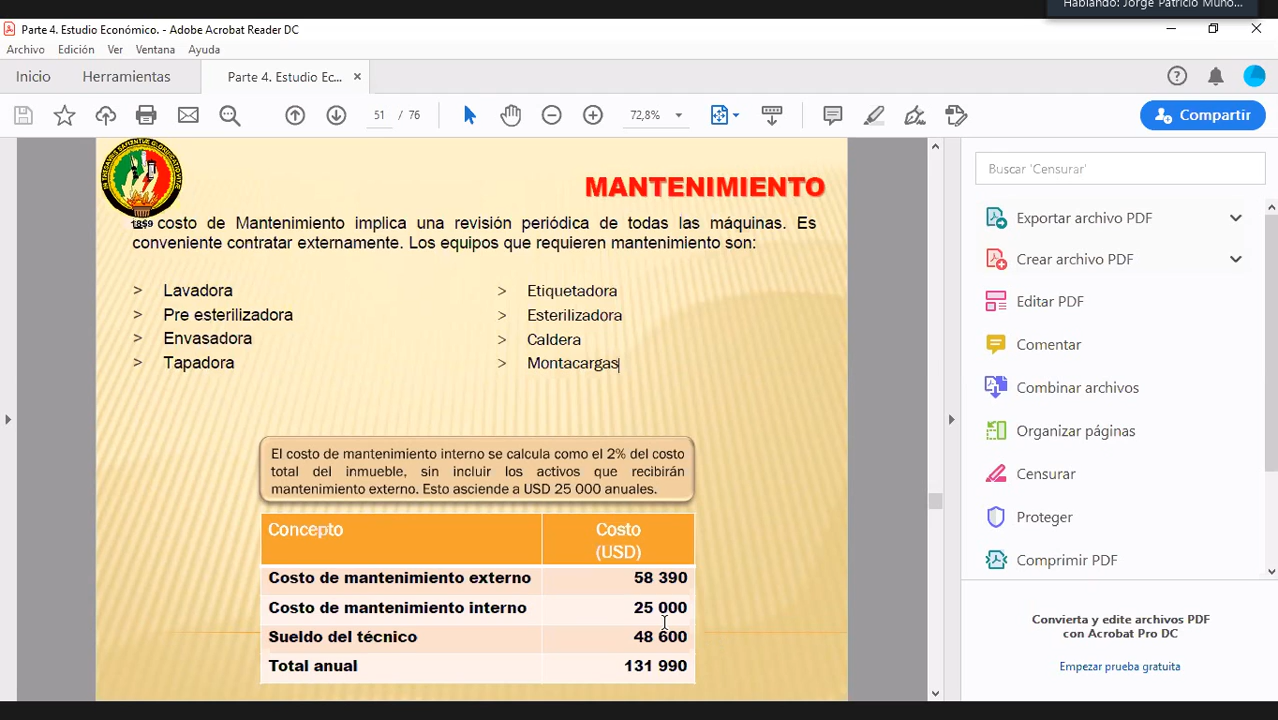 Hablando: Jorge Patricio Muño...
Parte 4. Estudio Económico. - Adobe Acrobat Reader DC
Archivo Edición Ver Ventana Ayuda
Inicio Herramientas Parte 4. Estudio Ec... ×
51 / 76 72,8% Compartir
MANTENIMIENTO
1859 costo de Mantenimiento implica una revisión periódica de todas las máquinas. Es
conveniente contratar externamente. Los equipos que requieren mantenimiento son:
> Lavadora
> Pre esterilizadora
> Envasadora
> Tapadora
> Etiquetadora
> Esterilizadora
> Caldera
> Montacargas
El costo de mantenimiento interno se calcula como el 2% del costo
total del inmueble, sin incluir los activos que recibirán
mantenimiento externo. Esto asciende a USD 25 000 anuales.
Concepto Costo
(USD)
Costo de mantenimiento externo 58 390
Costo de mantenimiento interno 25 000
Sueldo del técnico 48 600
Total anual 131 990
Buscar 'Censurar'
Exportar archivo PDF
Crear archivo PDF
Editar PDF
Comentar
Combinar archivos
Organizar páginas
Censurar
Proteger
Comprimir PDF
Convierta y edite archivos PDF
con Acrobat Pro DC
Empezar prueba gratuita